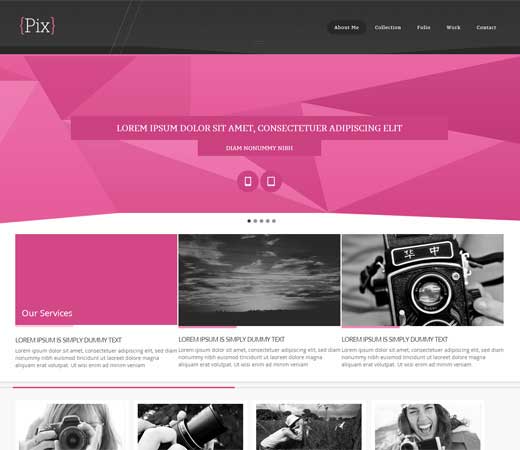 {Pix}
About Me Collection Folio Work Contact
LOREM IPSUM DOLOR SIT AMET, CONSECTETUER ADIPISCING ELIT
DIAM NONUMMY NIBH
华 中
Our Services
LOREM IPSUM IS SIMPLY DUMMY TEXT
Lorem ipsum dolor sit amet, consectetuer adipiscing elit, sed diam
nonummy nibh euismod tincidunt ut laoreet dolore magna
aliquam erat volutpat. Ut wisi enim ad minim veniam
LOREM IPSUM IS SIMPLY DUMMY TEXT
Lorem ipsum dolor sit amet, consectetuer adipiscing elit, sed diam
nonummy nibh euismod tincidunt ut laoreet dolore magna
aliquam erat volutpat. Ut wisi enim ad minim veniam
LOREM IPSUM IS SIMPLY DUMMY TEXT
Lorem ipsum dolor sit amet, consectetuer adipiscing elit, sed diam
nonummy nibh euismod tincidunt ut laoreet dolore magna
aliquam erat volutpat. Ut wisi enim ad minim veniam